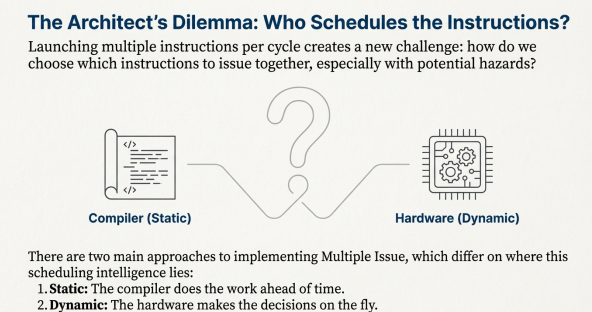 The Architect's Dilemma: Who Schedules the Instructions?
Launching multiple instructions per cycle creates a new challenge: how do we
choose which instructions to issue together, especially with potential hazards?
</>
</>
Compiler (Static)
Hardware (Dynamic)
There are two main approaches to implementing Multiple Issue, which differ on where this
scheduling intelligence lies:
1. Static: The compiler does the work ahead of time.
2. Dynamic: The hardware makes the decisions on the fly.